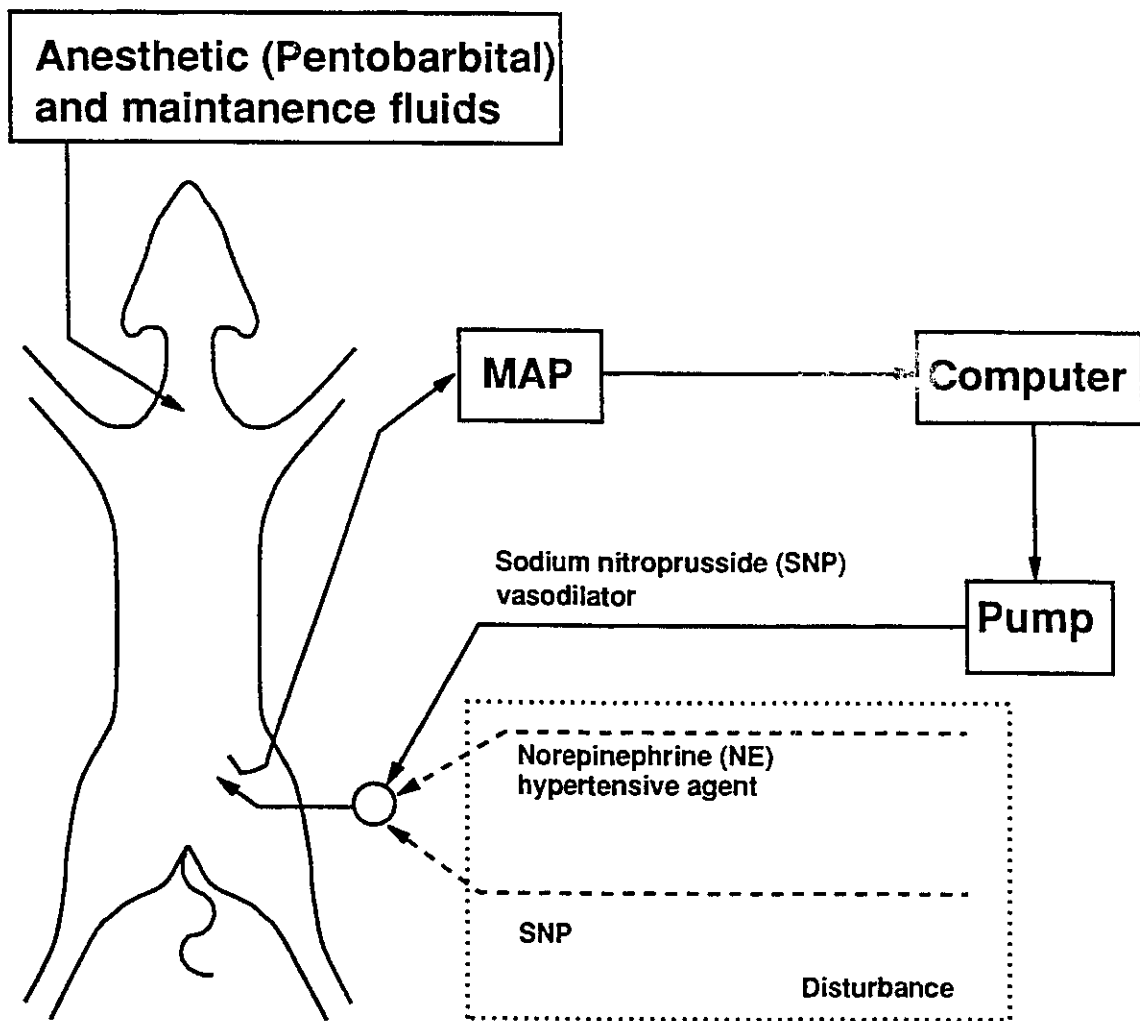 Anesthetic (Pentobarbital)
and maintanence fluids
MAP
Computer
Sodium nitroprusside (SNP)
vasodilator
Pump
Norepinephrine (NE)
hypertensive agent
SNP
Disturbance